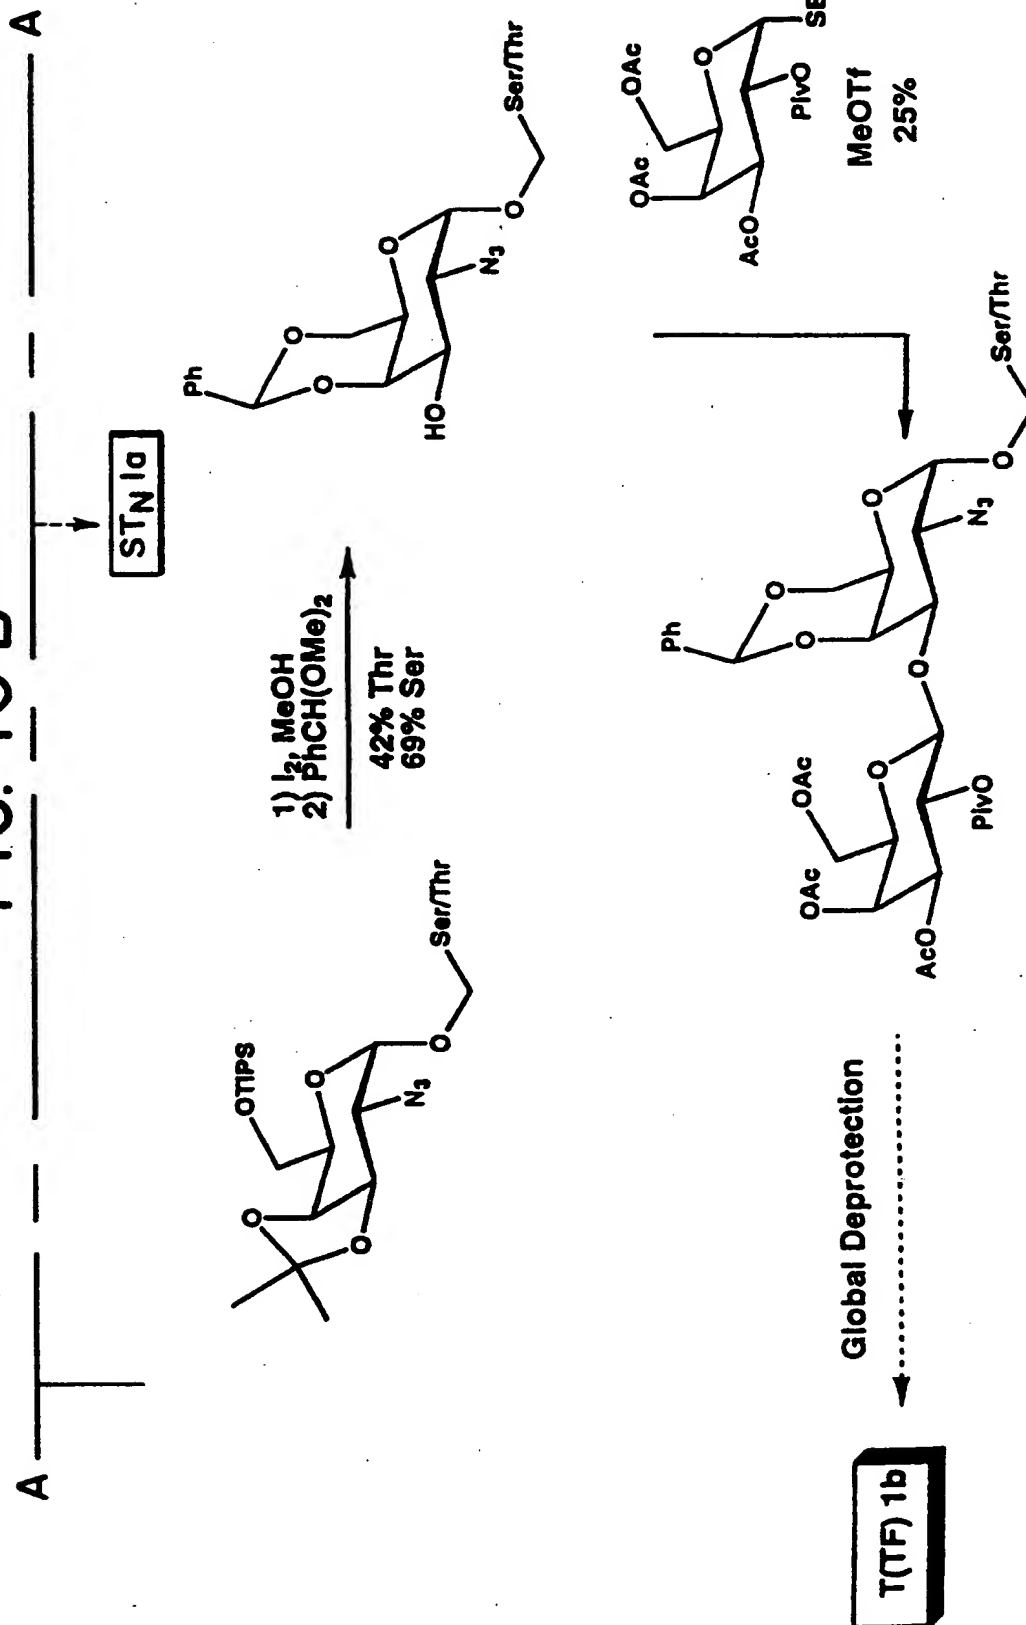 A
A
STN Ia
OTIPS
O
O
O
N3
O
Ser/Thr
1) I2, MeOH
2) PhCH(OMe)2
42% Thr
69% Ser
Ph
O
O
O
HO
N3
O
Ser/Thr
OAc
OAc
O
AcO
PivO
MeOTf
25%
Ph
O
O
O
N3
O
Ser/Thr
O
OAc
OAc
O
AcO
PivO
Global Deprotection
T(TF) 1b